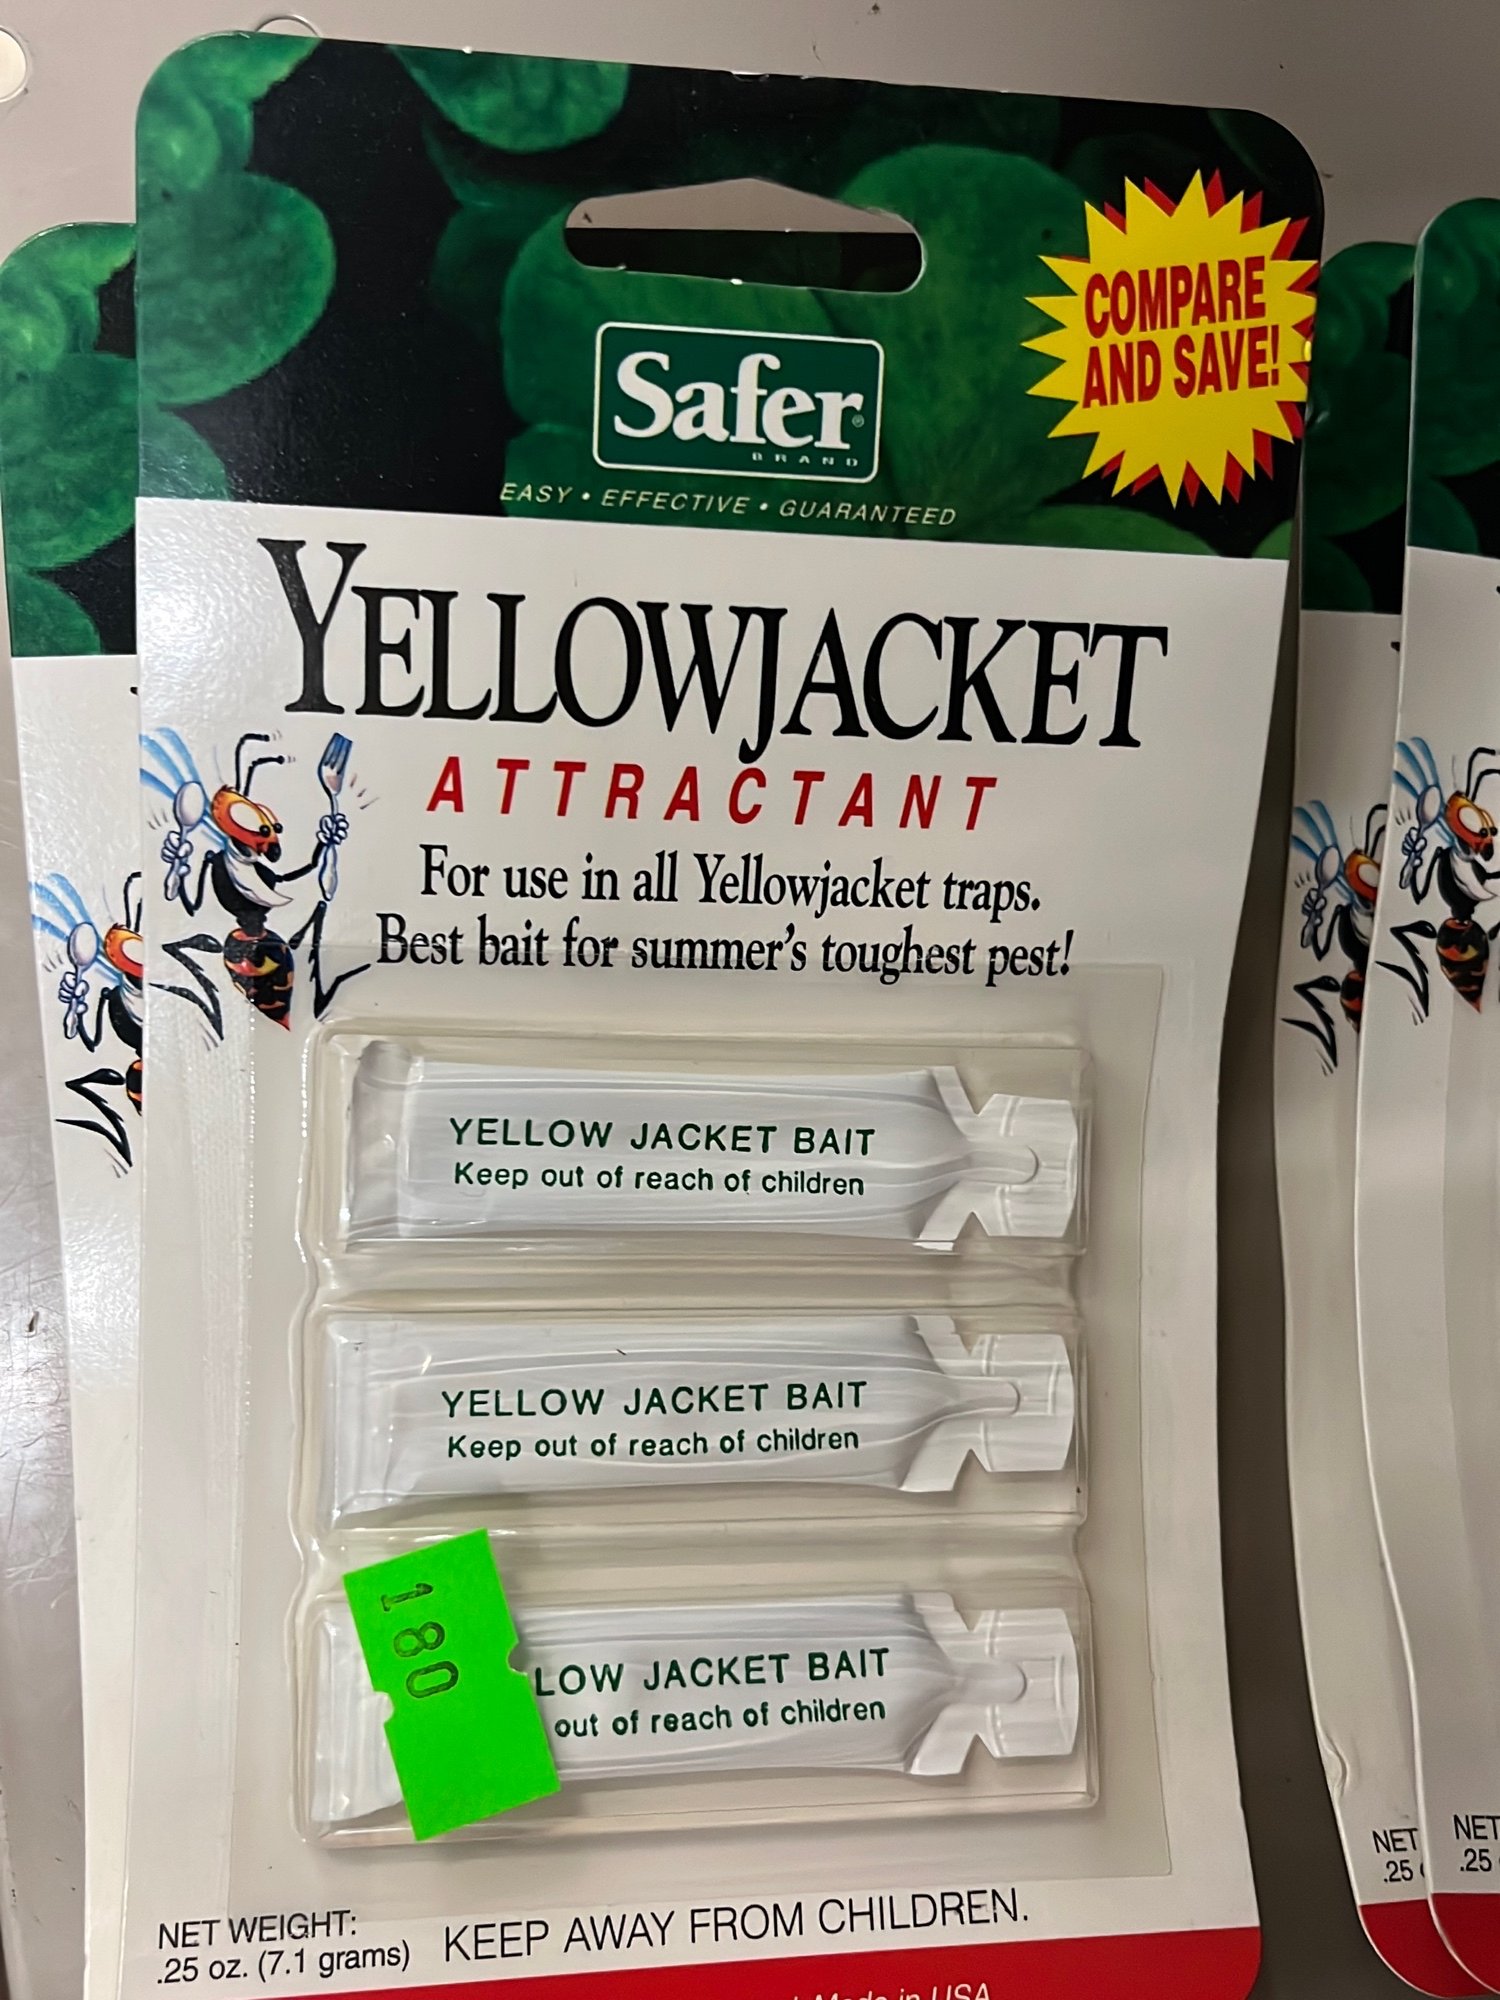 COMPARE
AND SAVE!
Safer®
BRAND
EASY • EFFECTIVE • GUARANTEED
YELLOWJACKET
ATTRACTANT
For use in all Yellowjacket traps.
Best bait for summer's toughest pest!
YELLOW JACKET BAIT
Keep out of reach of children
YELLOW JACKET BAIT
Keep out of reach of children
180
LOW JACKET BAIT
out of reach of children
NET WEIGHT:
.25 oz. (7.1 grams)
KEEP AWAY FROM CHILDREN.
Made in USA
NET
.25
NET
.25